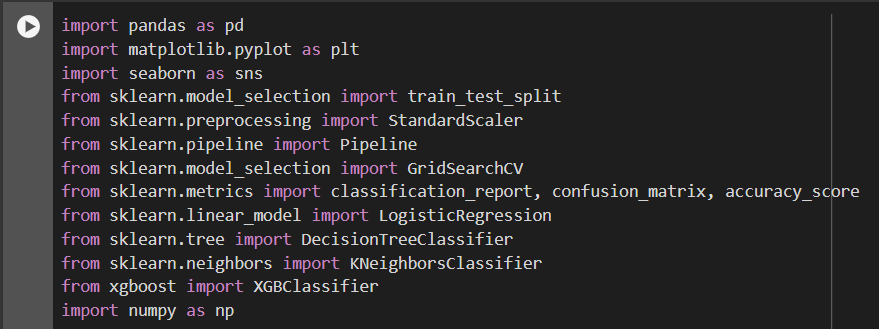 import pandas as pd
import matplotlib.pyplot as plt
import seaborn as sns
from sklearn.model_selection import train_test_split
from sklearn.preprocessing import StandardScaler
from sklearn.pipeline import Pipeline
from sklearn.model_selection import GridSearchCV
from sklearn.metrics import classification_report, confusion_matrix, accuracy_score
from sklearn.linear_model import LogisticRegression
from sklearn.tree import DecisionTreeClassifier
from sklearn.neighbors import KNeighborsClassifier
from xgboost import XGBClassifier
import numpy as np